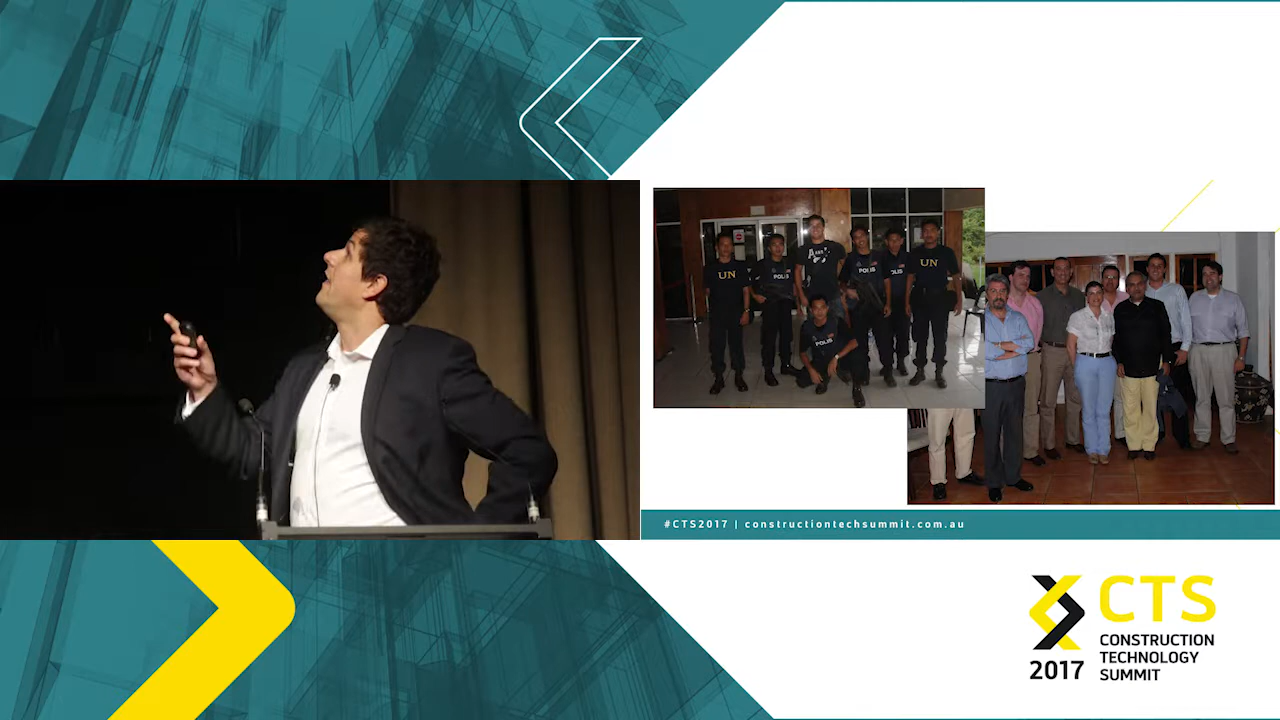 UN
POLIS
POLIS
POLIS
UN
POLIS
#CTS2017 | constructiontechsummit.com.au
CTS
CONSTRUCTION
TECHNOLOGY
SUMMIT
2017